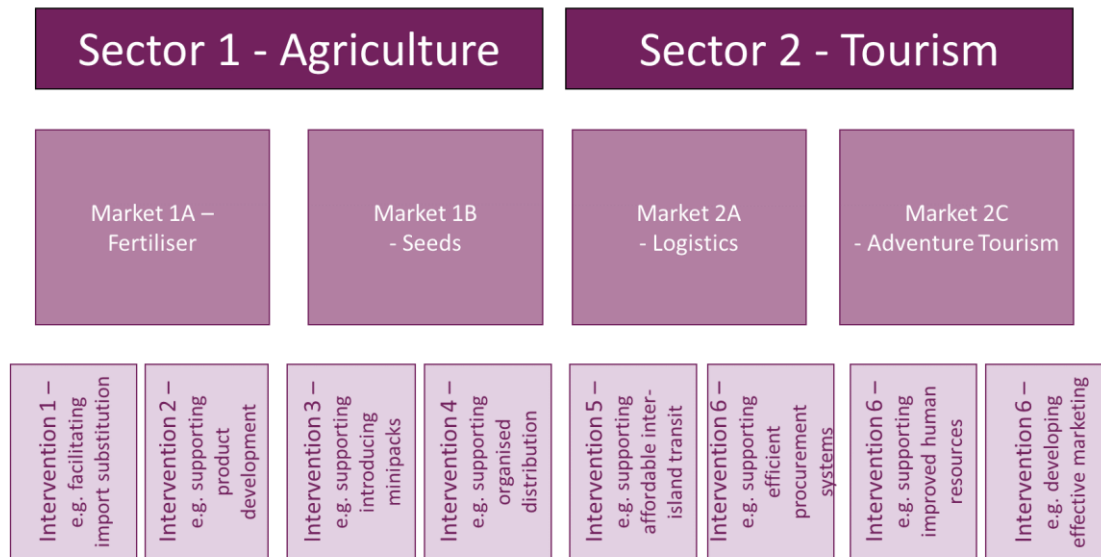 Sector 1 - Agriculture
Sector 2 - Tourism
Market 1A –
Fertiliser
Market 1B
- Seeds
Market 2A
- Logistics
Market 2C
- Adventure Tourism
Intervention 1 –
e.g. facilitating
import substitution
Intervention 2 –
e.g. supporting
product
development
Intervention 3 –
e.g. supporting
introducing
minipacks
Intervention 4 –
e.g. supporting
organised
distribution
Intervention 5 –
e.g. supporting
affordable inter-
island transit
Intervention 6 –
e.g. supporting
efficient
procurement
systems
Intervention 6 –
e.g. supporting
improved human
resources
Intervention 6 –
e.g. developing
effective marketing